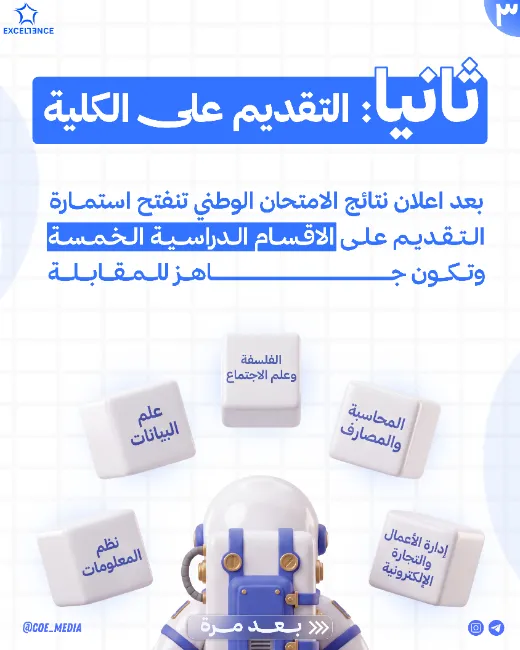 EXCELLENCE
٣
ثانيا: التقديم على الكلية
بعد اعلان نتائج الامتحان الوطني تنفتح استمارة
التقديم على الاقسام الدراسية الخمسة
وتكون جاهز للمقابلة
الفلسفة
وعلم الاجتماع
المحاسبة
والمصارف
علم
البيانات
إدارة الأعمال
والتجارة
الإلكترونية
نظم
المعلومات
بعد مرة
@COE_MEDIA